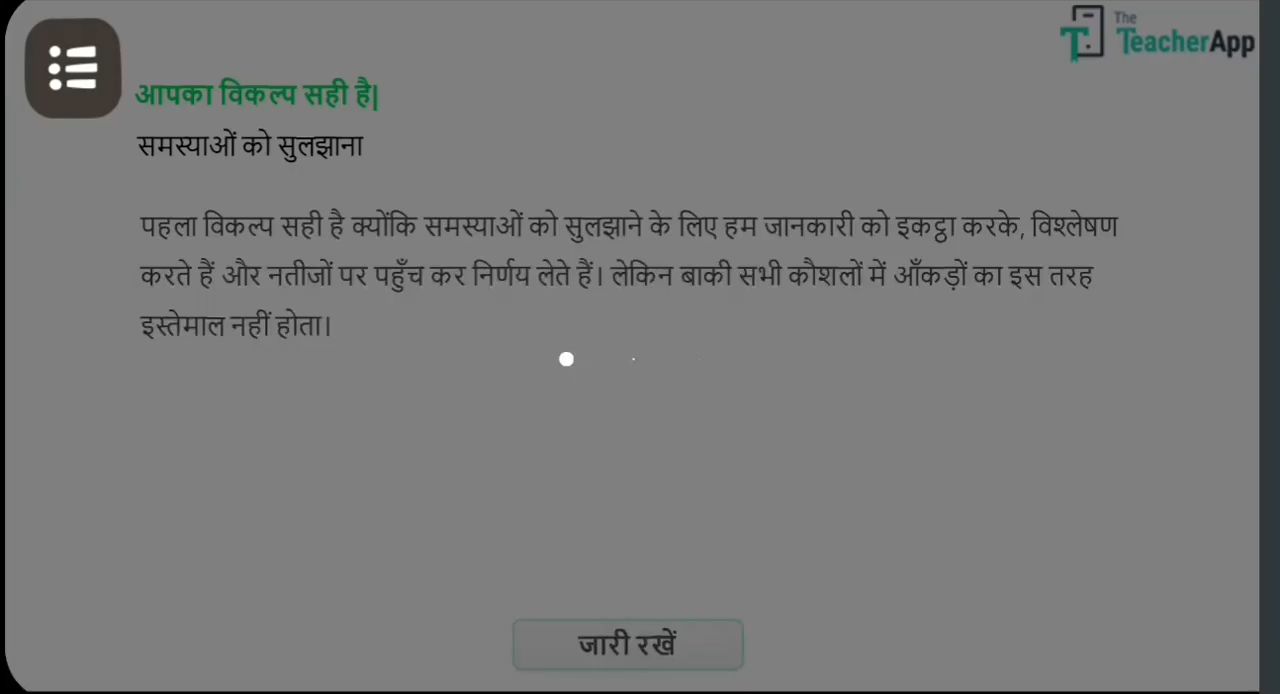 The
TeacherApp
आपका विकल्प सही है|
समस्याओं को सुलझाना
पहला विकल्प सही है क्योंकि समस्याओं को सुलझाने के लिए हम जानकारी को इकट्ठा करके, विश्लेषण
करते हैं और नतीजों पर पहुँच कर निर्णय लेते हैं। लेकिन बाकी सभी कौशलों में आँकड़ों का इस तरह
इस्तेमाल नहीं होता।
जारी रखें